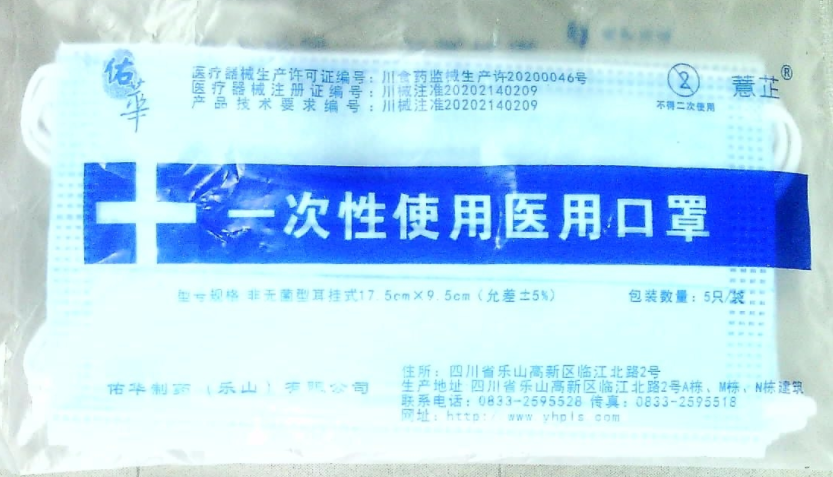 佑华
医疗器械生产许可证编号：川食药监械生产许20200046号
医疗器械注册证编号：川械注准20202140209
产品技术要求编号：川械注准20202140209
2
不得二次使用
薏芷®
一次性使用医用口罩
型号规格 非无菌型耳挂式17.5cm×9.5cm（允差±5%）
包装数量：5只/袋
佑华制药（乐山）有限公司
住所：四川省乐山高新区临江北路2号
生产地址 四川省乐山高新区临江北路2号A栋、M栋、N栋建筑
联系电话：0833-2595528 传真：0833-2595518
网址：http:/ www yhpls com